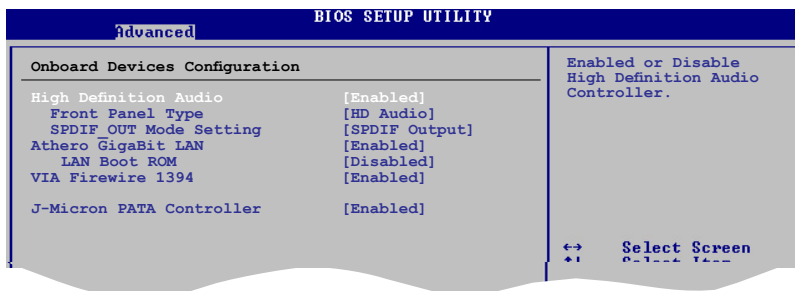 BIOS SETUP UTILITY
Advanced
Onboard Devices Configuration
High Definition Audio [Enabled]
Front Panel Type [HD Audio]
SPDIF_OUT Mode Setting [SPDIF Output]
Athero GigaBit LAN [Enabled]
LAN Boot ROM [Disabled]
VIA Firewire 1394 [Enabled]
J-Micron PATA Controller [Enabled]
Enabled or Disable
High Definition Audio
Controller.
←→ Select Screen
↑↓ Select Item